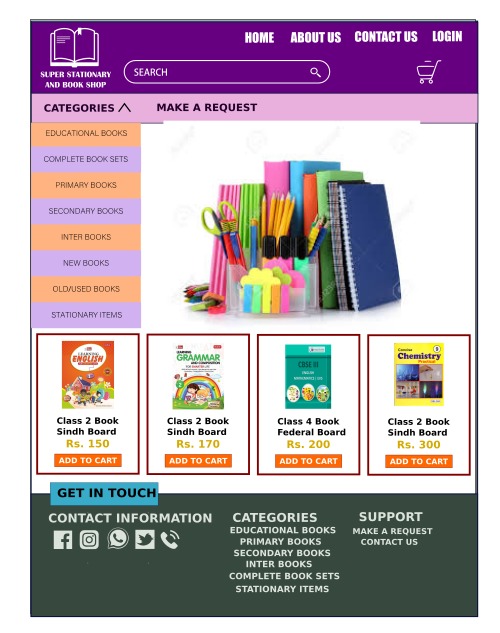 HOME ABOUT US CONTACT US LOGIN
SUPER STATIONARY
AND BOOK SHOP
SEARCH
CATEGORIES MAKE A REQUEST
EDUCATIONAL BOOKS
COMPLETE BOOK SETS
PRIMARY BOOKS
SECONDARY BOOKS
INTER BOOKS
NEW BOOKS
OLD/USED BOOKS
STATIONARY ITEMS
LEARNING
ENGLISH
LEARNING
GRAMMAR
AND COMPOSITION
CBSE III
ENGLISH
Concise
Chemistry
Practical
Class 2 Book
Sindh Board
Rs. 150
ADD TO CART
Class 2 Book
Sindh Board
Rs. 170
ADD TO CART
Class 4 Book
Federal Board
Rs. 200
ADD TO CART
Class 2 Book
Sindh Board
Rs. 300
ADD TO CART
GET IN TOUCH
CONTACT INFORMATION
CATEGORIES
EDUCATIONAL BOOKS
PRIMARY BOOKS
SECONDARY BOOKS
INTER BOOKS
COMPLETE BOOK SETS
STATIONARY ITEMS
SUPPORT
MAKE A REQUEST
CONTACT US